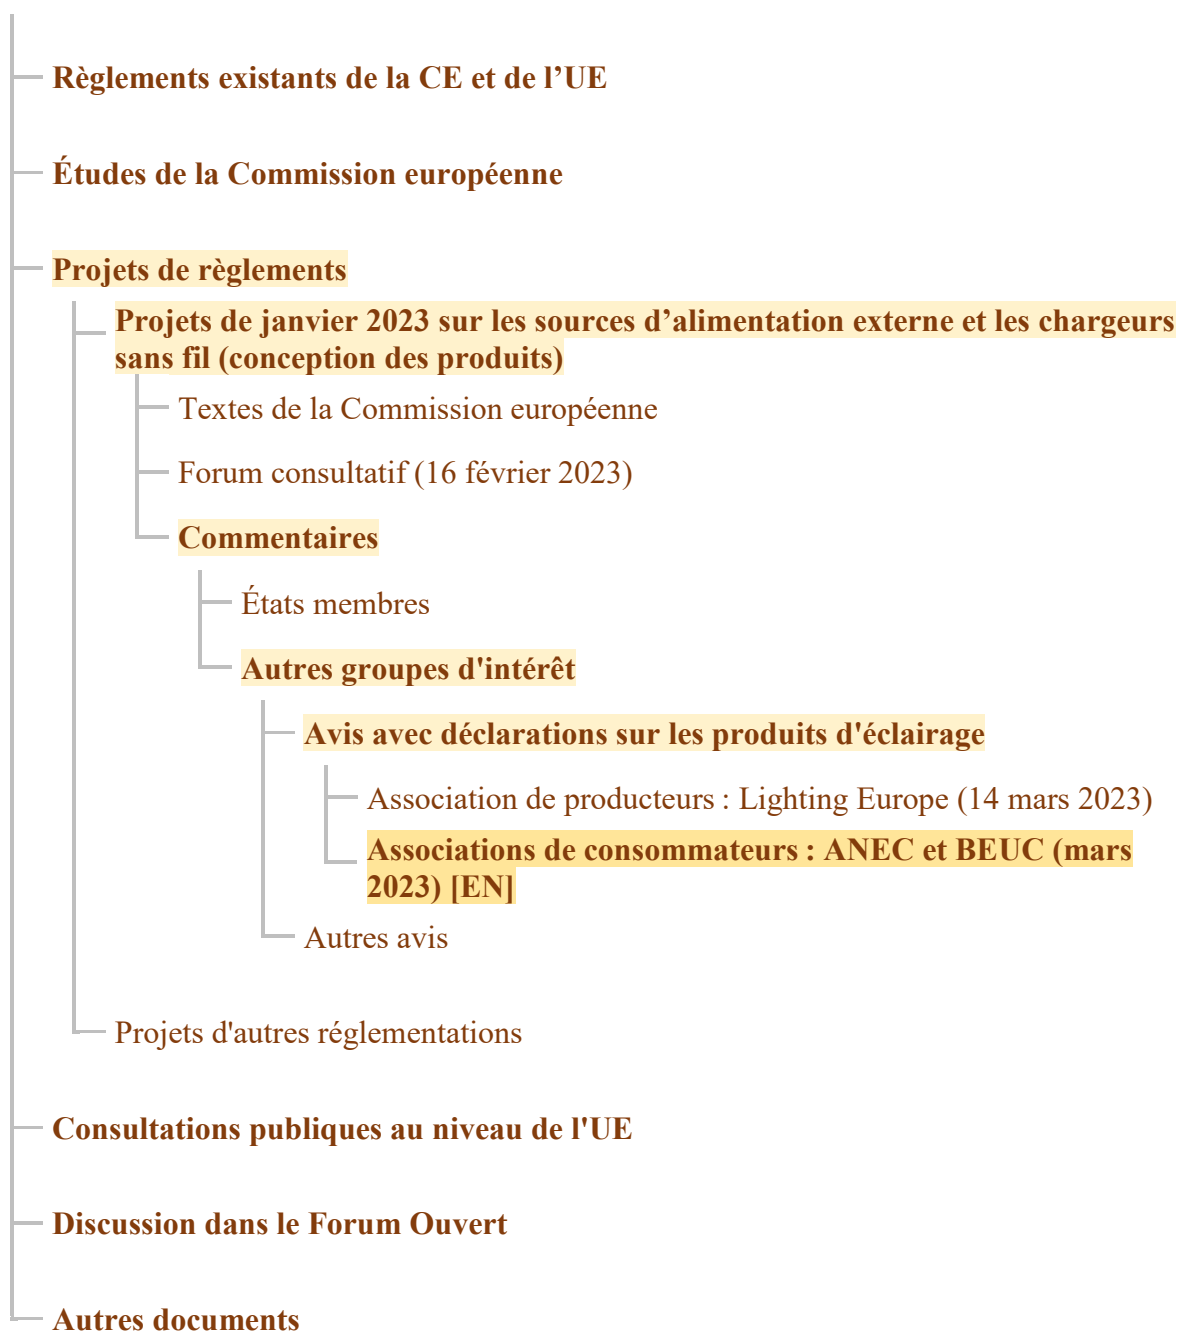 Règlements existants de la CE et de l’UE
Études de la Commission européenne
Projets de règlements
Projets de janvier 2023 sur les sources d’alimentation externe et les chargeurs
sans fil (conception des produits)
Textes de la Commission européenne
Forum consultatif (16 février 2023)
Commentaires
États membres
Autres groupes d'intérêt
Avis avec déclarations sur les produits d'éclairage
Association de producteurs : Lighting Europe (14 mars 2023)
Associations de consommateurs : ANEC et BEUC (mars
2023) [EN]
Autres avis
Projets d'autres réglementations
Consultations publiques au niveau de l'UE
Discussion dans le Forum Ouvert
Autres documents